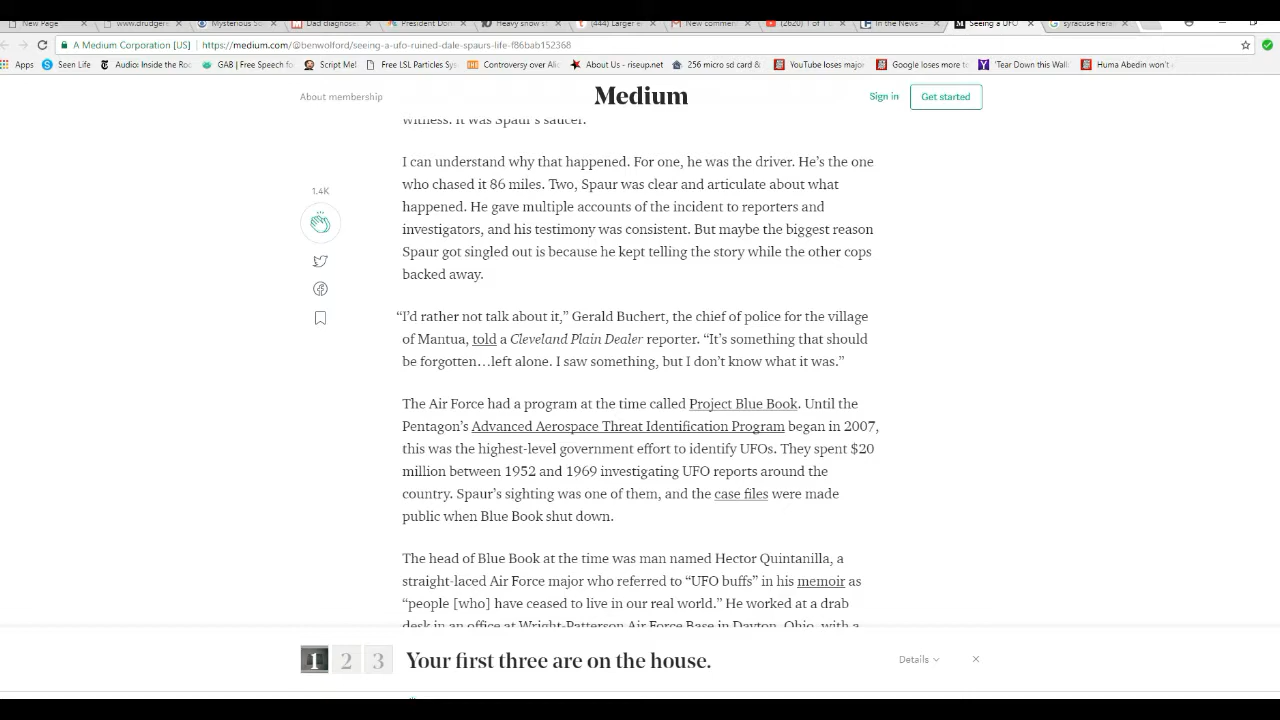 New Page
www.drudger
Mysterious S
Dad diagnose
President Don
Heavy snow s
(444) Larger e
New commen
(2620) 1 of 1
In the News -
Seeing a UFO
syracuse hera
A Medium Corporation [US]
https://medium.com/@benwolford/seeing-a-ufo-ruined-dale-spaurs-life-f86bab152368
Apps
Seen Life
Audio: Inside the Roc
GAB | Free Speech fo
Script Me!
Free LSL Particles Sys
Controversy over Alic
About Us - riseup.net
256 micro sd card &
YouTube loses major
Google loses more to
'Tear Down this Wall
Huma Abedin won't
About membership
Medium
Sign in
Get started
witness. It was Spaur's saucer.
I can understand why that happened. For one, he was the driver. He's the one
who chased it 86 miles. Two, Spaur was clear and articulate about what
happened. He gave multiple accounts of the incident to reporters and
investigators, and his testimony was consistent. But maybe the biggest reason
Spaur got singled out is because he kept telling the story while the other cops
backed away.
1.4K
“I'd rather not talk about it,” Gerald Buchert, the chief of police for the village
of Mantua, told a Cleveland Plain Dealer reporter. “It's something that should
be forgotten…left alone. I saw something, but I don't know what it was.”
The Air Force had a program at the time called Project Blue Book. Until the
Pentagon's Advanced Aerospace Threat Identification Program began in 2007,
this was the highest-level government effort to identify UFOs. They spent $20
million between 1952 and 1969 investigating UFO reports around the
country. Spaur's sighting was one of them, and the case files were made
public when Blue Book shut down.
The head of Blue Book at the time was man named Hector Quintanilla, a
straight-laced Air Force major who referred to “UFO buffs” in his memoir as
“people [who] have ceased to live in our real world.” He worked at a drab
desk in an office at Wright-Patterson Air Force Base in Dayton, Ohio, with a
1 2 3
Your first three are on the house.
Details